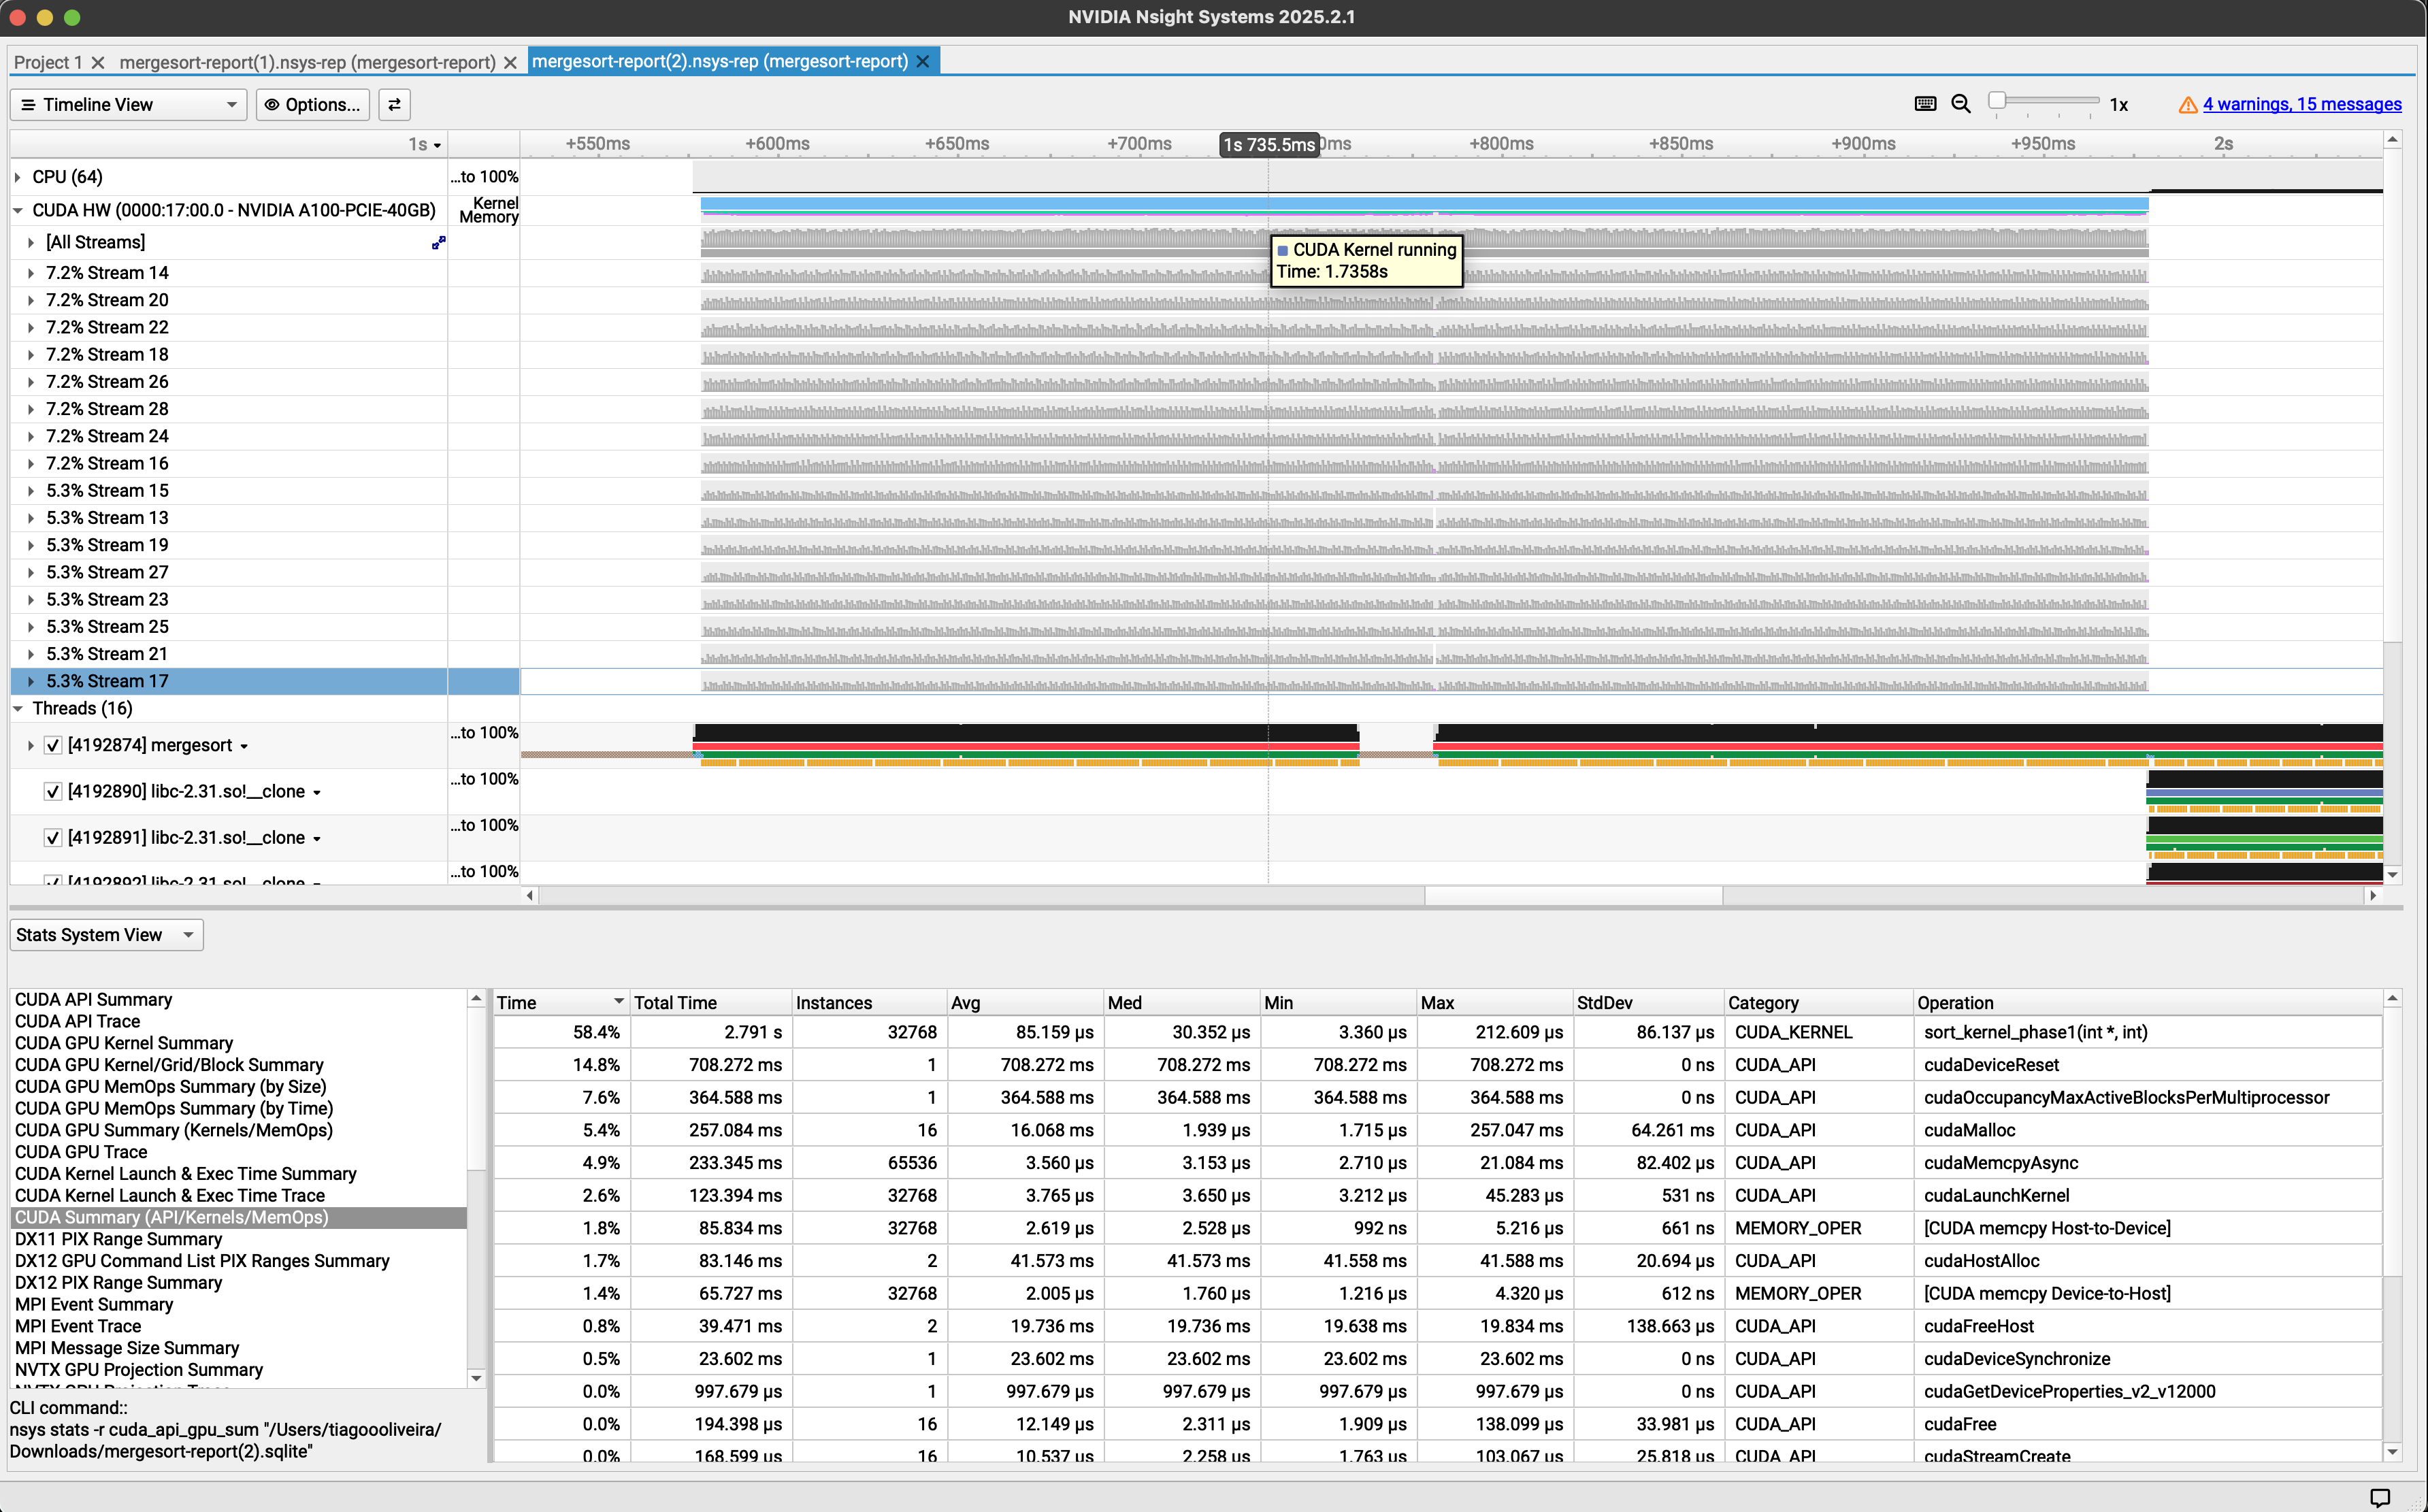 NVIDIA Nsight Systems 2025.2.1
Project 1 mergesort-report(1).nsys-rep (mergesort-report) mergesort-report(2).nsys-rep (mergesort-report)
Timeline View Options... 1x 4 warnings, 15 messages
1s +550ms +600ms +650ms +700ms 1s 735.5ms 0ms +800ms +850ms +900ms +950ms 2s
CPU (64) ...to 100%
CUDA HW (0000:17:00.0 - NVIDIA A100-PCIE-40GB) Kernel
Memory
[All Streams]
CUDA Kernel running
Time: 1.7358s
7.2% Stream 14
7.2% Stream 20
7.2% Stream 22
7.2% Stream 18
7.2% Stream 26
7.2% Stream 28
7.2% Stream 24
7.2% Stream 16
5.3% Stream 15
5.3% Stream 13
5.3% Stream 19
5.3% Stream 27
5.3% Stream 23
5.3% Stream 25
5.3% Stream 21
5.3% Stream 17
Threads (16)
[4192874] mergesort ...to 100%
[4192890] libc-2.31.so!__clone ...to 100%
[4192891] libc-2.31.so!__clone ...to 100%
[4192892] libc-2.31.so!__clone ...to 100%
Stats System View
CUDA API Summary
CUDA API Trace
CUDA GPU Kernel Summary
CUDA GPU Kernel/Grid/Block Summary
CUDA GPU MemOps Summary (by Size)
CUDA GPU MemOps Summary (by Time)
CUDA GPU Summary (Kernels/MemOps)
CUDA GPU Trace
CUDA Kernel Launch & Exec Time Summary
CUDA Kernel Launch & Exec Time Trace
CUDA Summary (API/Kernels/MemOps)
DX11 PIX Range Summary
DX12 GPU Command List PIX Ranges Summary
DX12 PIX Range Summary
MPI Event Summary
MPI Event Trace
MPI Message Size Summary
NVTX GPU Projection Summary
NVTX GPU Projection Trace
CLI command::
nsys stats -r cuda_api_gpu_sum "/Users/tiagoooliveira/
Downloads/mergesort-report(2).sqlite"
Time Total Time Instances Avg Med Min Max StdDev Category Operation
58.4% 2.791 s 32768 85.159 μs 30.352 μs 3.360 μs 212.609 μs 86.137 μs CUDA_KERNEL sort_kernel_phase1(int *, int)
14.8% 708.272 ms 1 708.272 ms 708.272 ms 708.272 ms 708.272 ms 0 ns CUDA_API cudaDeviceReset
7.6% 364.588 ms 1 364.588 ms 364.588 ms 364.588 ms 364.588 ms 0 ns CUDA_API cudaOccupancyMaxActiveBlocksPerMultiprocessor
5.4% 257.084 ms 16 16.068 ms 1.939 μs 1.715 μs 257.047 ms 64.261 ms CUDA_API cudaMalloc
4.9% 233.345 ms 65536 3.560 μs 3.153 μs 2.710 μs 21.084 ms 82.402 μs CUDA_API cudaMemcpyAsync
2.6% 123.394 ms 32768 3.765 μs 3.650 μs 3.212 μs 45.283 μs 531 ns CUDA_API cudaLaunchKernel
1.8% 85.834 ms 32768 2.619 μs 2.528 μs 992 ns 5.216 μs 661 ns MEMORY_OPER [CUDA memcpy Host-to-Device]
1.7% 83.146 ms 2 41.573 ms 41.573 ms 41.558 ms 41.588 ms 20.694 μs CUDA_API cudaHostAlloc
1.4% 65.727 ms 32768 2.005 μs 1.760 μs 1.216 μs 4.320 μs 612 ns MEMORY_OPER [CUDA memcpy Device-to-Host]
0.8% 39.471 ms 2 19.736 ms 19.736 ms 19.638 ms 19.834 ms 138.663 μs CUDA_API cudaFreeHost
0.5% 23.602 ms 1 23.602 ms 23.602 ms 23.602 ms 23.602 ms 0 ns CUDA_API cudaDeviceSynchronize
0.0% 997.679 μs 1 997.679 μs 997.679 μs 997.679 μs 997.679 μs 0 ns CUDA_API cudaGetDeviceProperties_v2_v12000
0.0% 194.398 μs 16 12.149 μs 2.311 μs 1.909 μs 138.099 μs 33.981 μs CUDA_API cudaFree
0.0% 168.599 μs 16 10.537 μs 2.258 μs 1.763 μs 103.067 μs 25.818 μs CUDA_API cudaStreamCreate